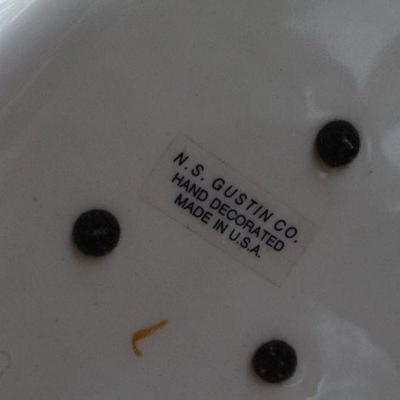 N. S. GUSTIN CO.
HAND DECORATED
MADE IN U.S.A.